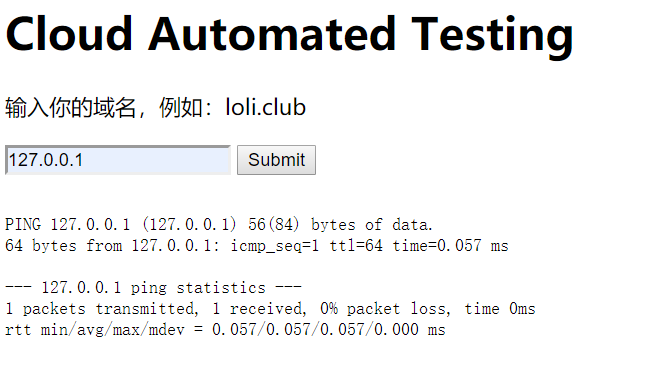 Cloud Automated Testing
输入你的域名，例如：loli.club
127.0.0.1 Submit
PING 127.0.0.1 (127.0.0.1) 56(84) bytes of data.
64 bytes from 127.0.0.1: icmp_seq=1 ttl=64 time=0.057 ms
--- 127.0.0.1 ping statistics ---
1 packets transmitted, 1 received, 0% packet loss, time 0ms
rtt min/avg/max/mdev = 0.057/0.057/0.057/0.000 ms